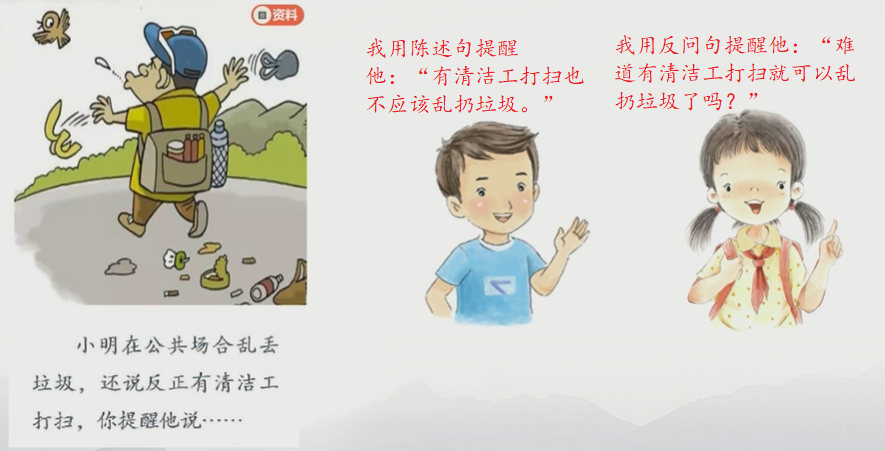 资料
小明在公共场合乱丢
垃圾，还说反正有清洁工
打扫，你提醒他说……
我用陈述句提醒
他：“有清洁工打扫也
不应该乱扔垃圾。”
我用反问句提醒他：“难
道有清洁工打扫就可以乱
扔垃圾了吗？”